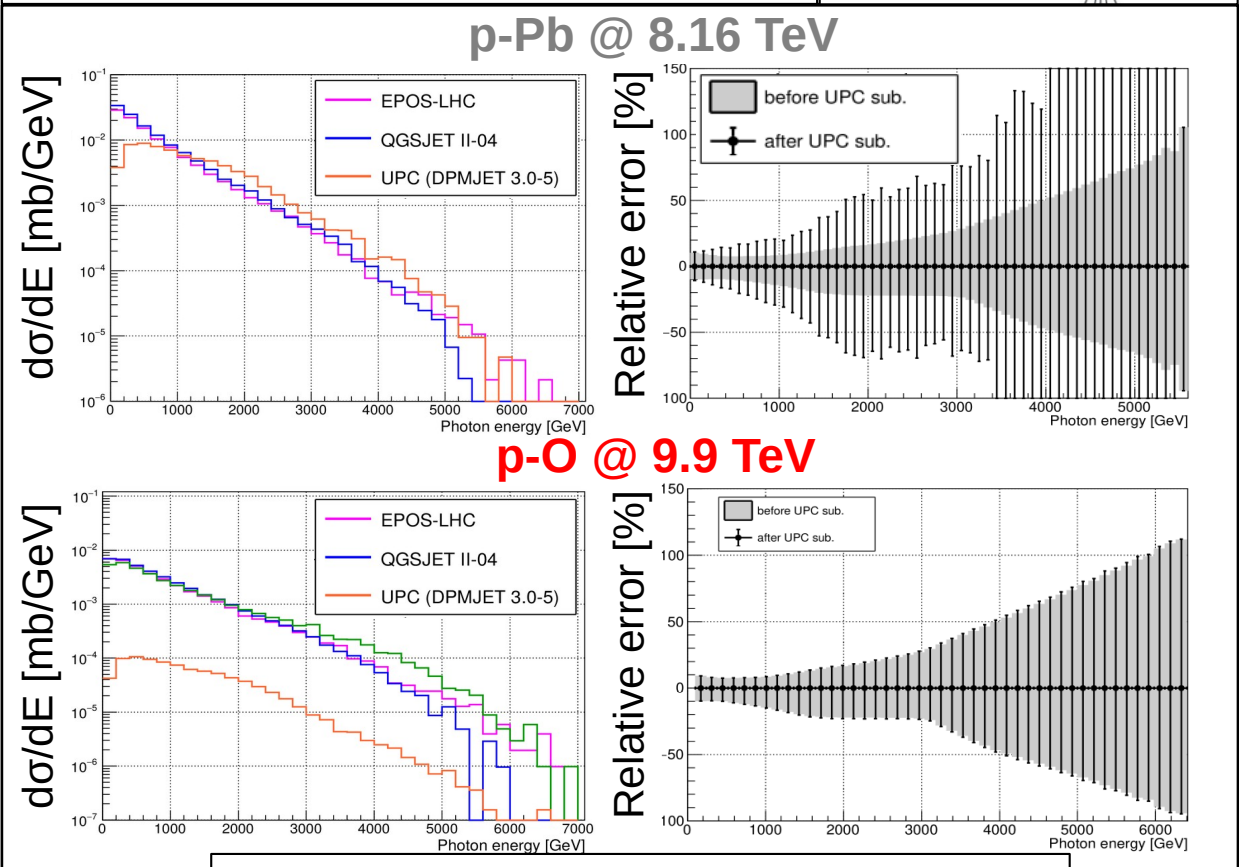 p-Pb @ 8.16 TeV
dσ/dE [mb/GeV]
10⁻¹
10⁻²
10⁻³
10⁻⁴
10⁻⁵
10⁻⁶
EPOS-LHC
QGSJET II-04
UPC (DPMJET 3.0-5)
0 1000 2000 3000 4000 5000 6000 7000
Photon energy [GeV]
Relative error [%]
150
100
50
0
−50
100
before UPC sub.
after UPC sub.
0 1000 2000 3000 4000 5000
Photon energy [GeV]
p-O @ 9.9 TeV
dσ/dE [mb/GeV]
10⁻¹
10⁻²
10⁻³
10⁻⁴
10⁻⁵
10⁻⁶
10⁻⁷
EPOS-LHC
QGSJET II-04
UPC (DPMJET 3.0-5)
0 1000 2000 3000 4000 5000 6000 7000
Photon energy [GeV]
Relative error [%]
150
100
50
0
-50
100
before UPC sub.
after UPC sub.
0 1000 2000 3000 4000 5000 6000
Photon energy [GeV]